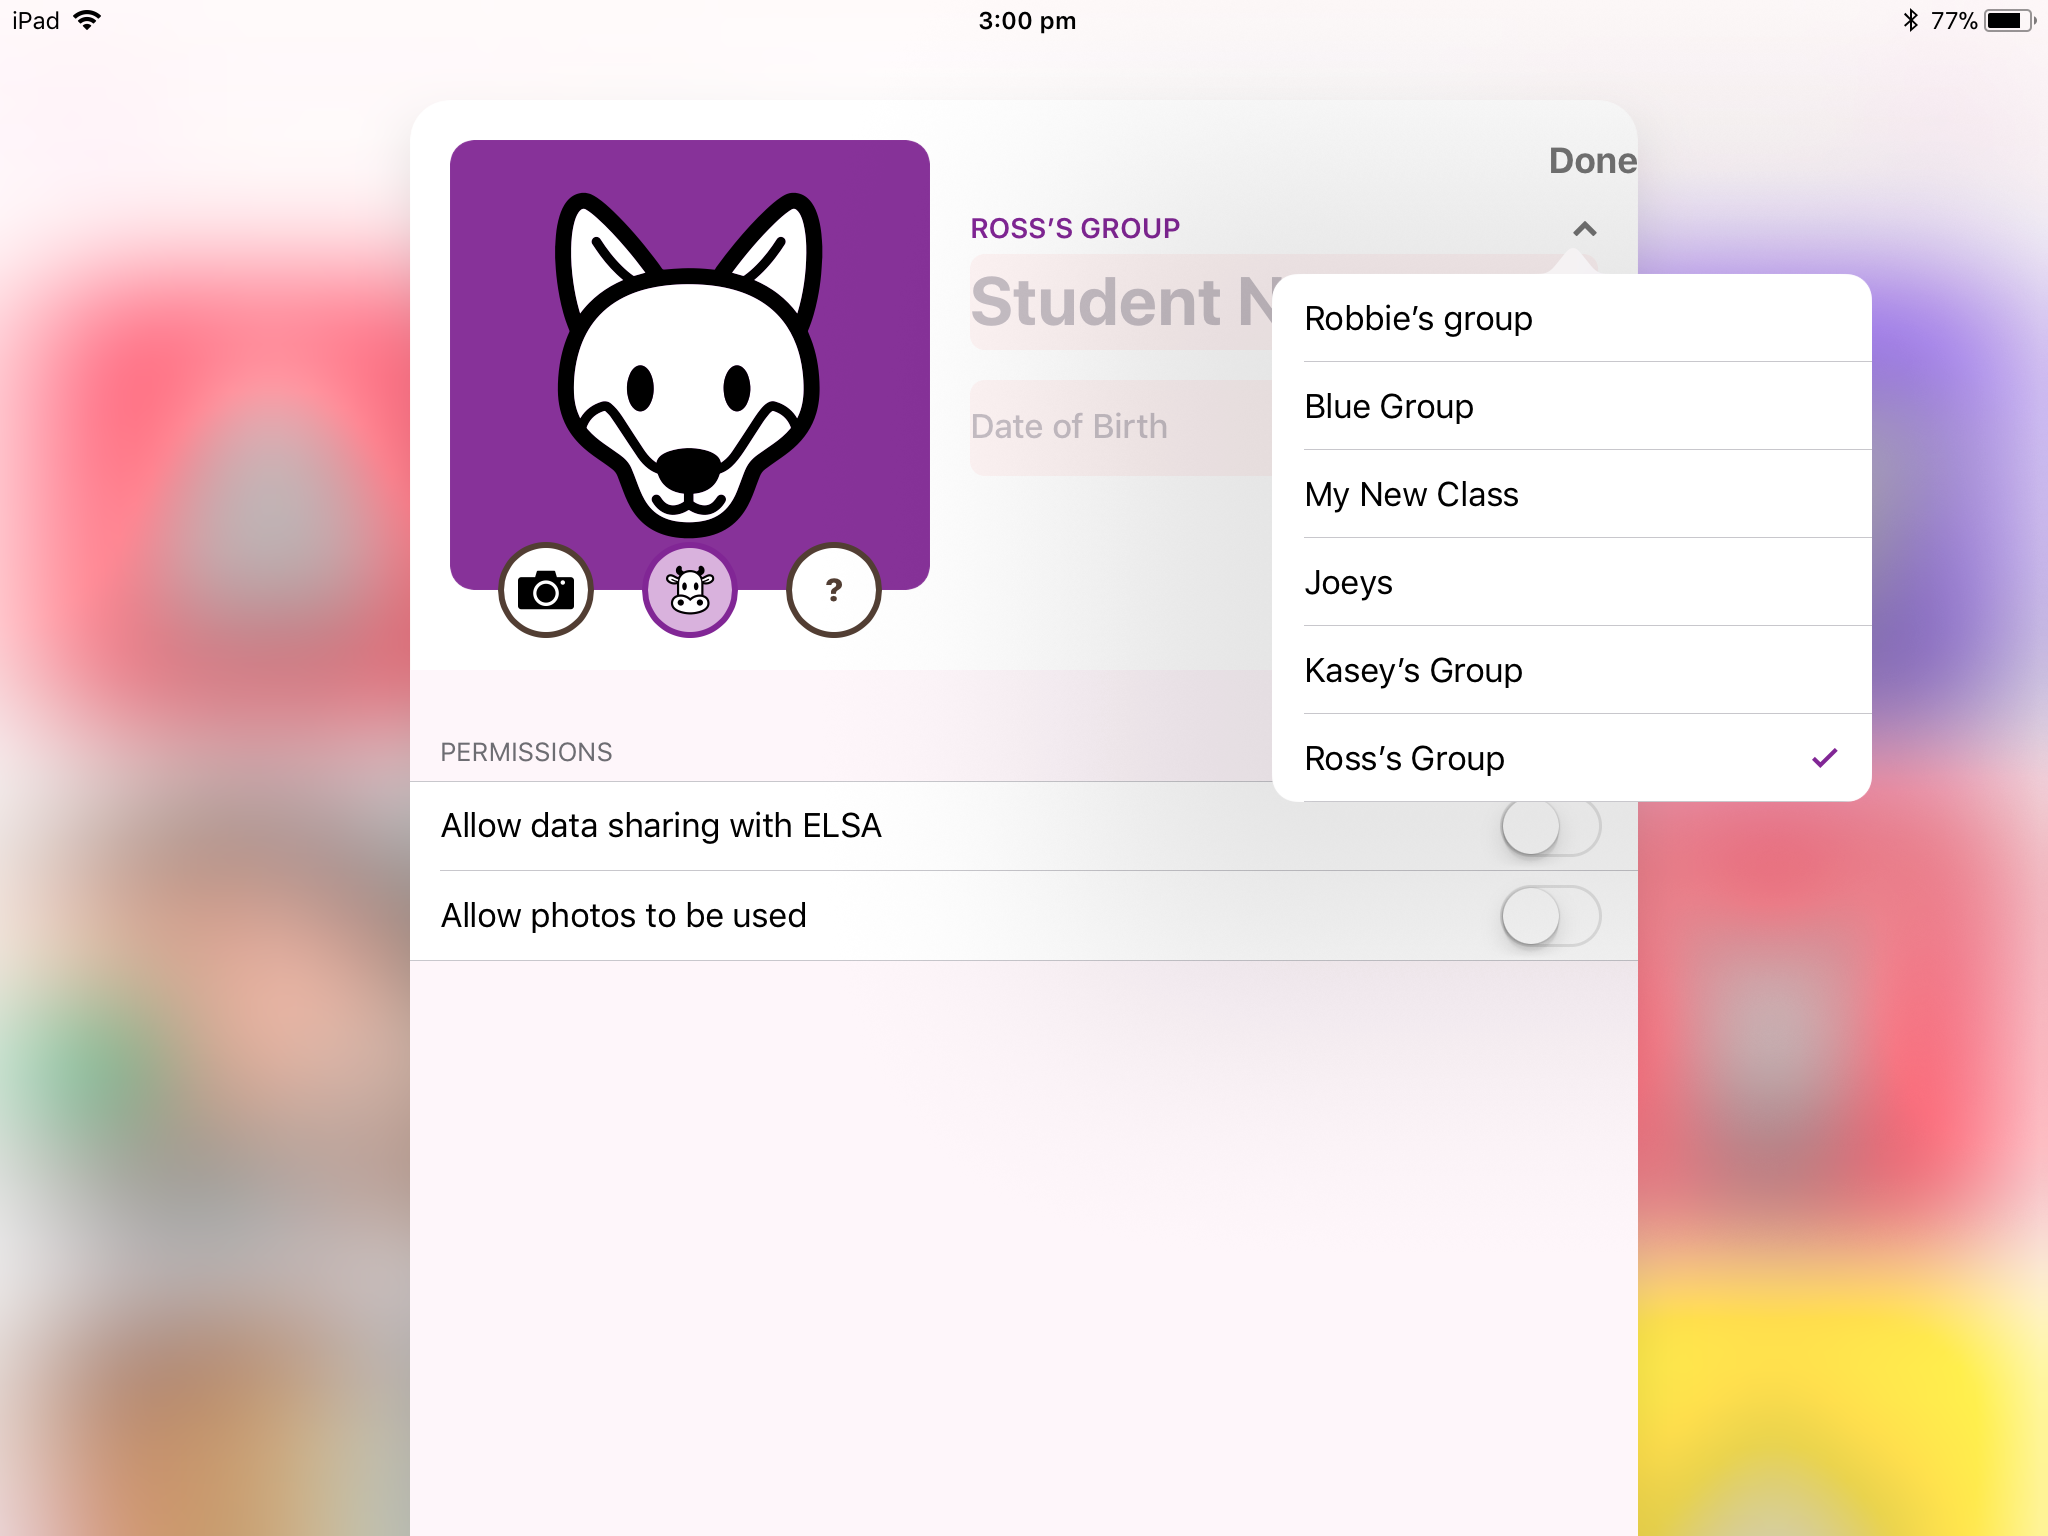 iPad 3:00 pm 77%
Done
ROSS’S GROUP
Student N
Date of Birth
Robbie’s group
Blue Group
My New Class
Joeys
Kasey’s Group
Ross’s Group
?
PERMISSIONS
Allow data sharing with ELSA
Allow photos to be used